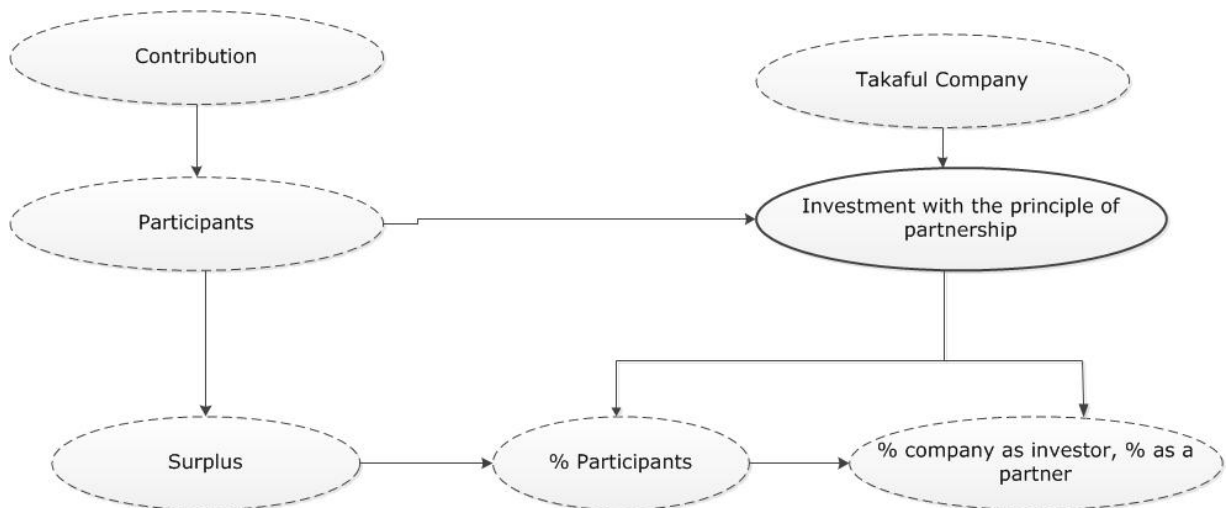 Contribution
Takaful Company
Participants
Investment with the principle of
partnership
Surplus
% Participants
% company as investor, % as a
partner